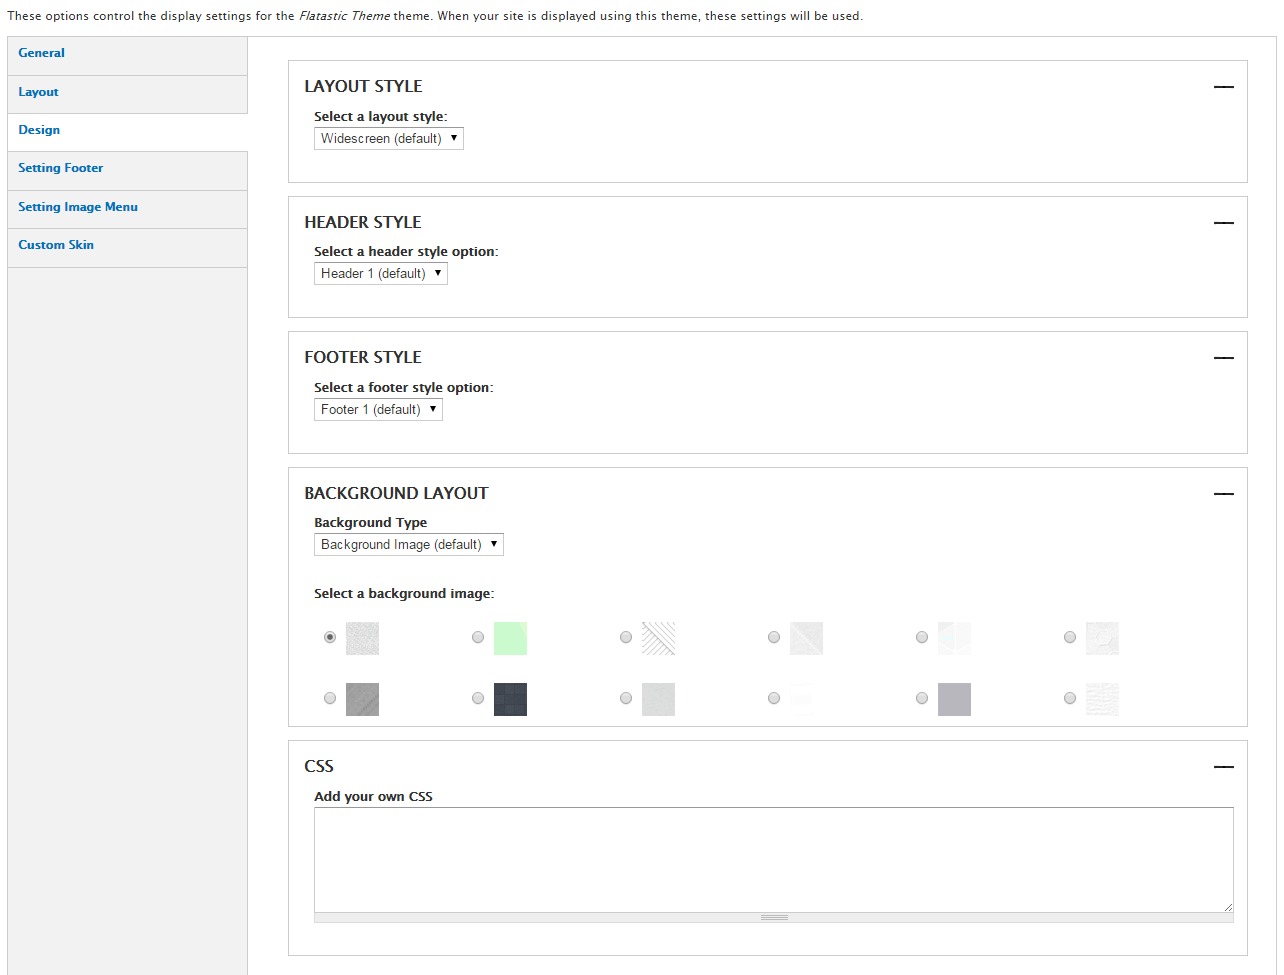 These options control the display settings for the Flatastic Theme theme. When your site is displayed using this theme, these settings will be used.
General
Layout
Design
Setting Footer
Setting Image Menu
Custom Skin
LAYOUT STYLE
Select a layout style:
Widescreen (default)
HEADER STYLE
Select a header style option:
Header 1 (default)
FOOTER STYLE
Select a footer style option:
Footer 1 (default)
BACKGROUND LAYOUT
Background Type
Background Image (default)
Select a background image:
CSS
Add your own CSS